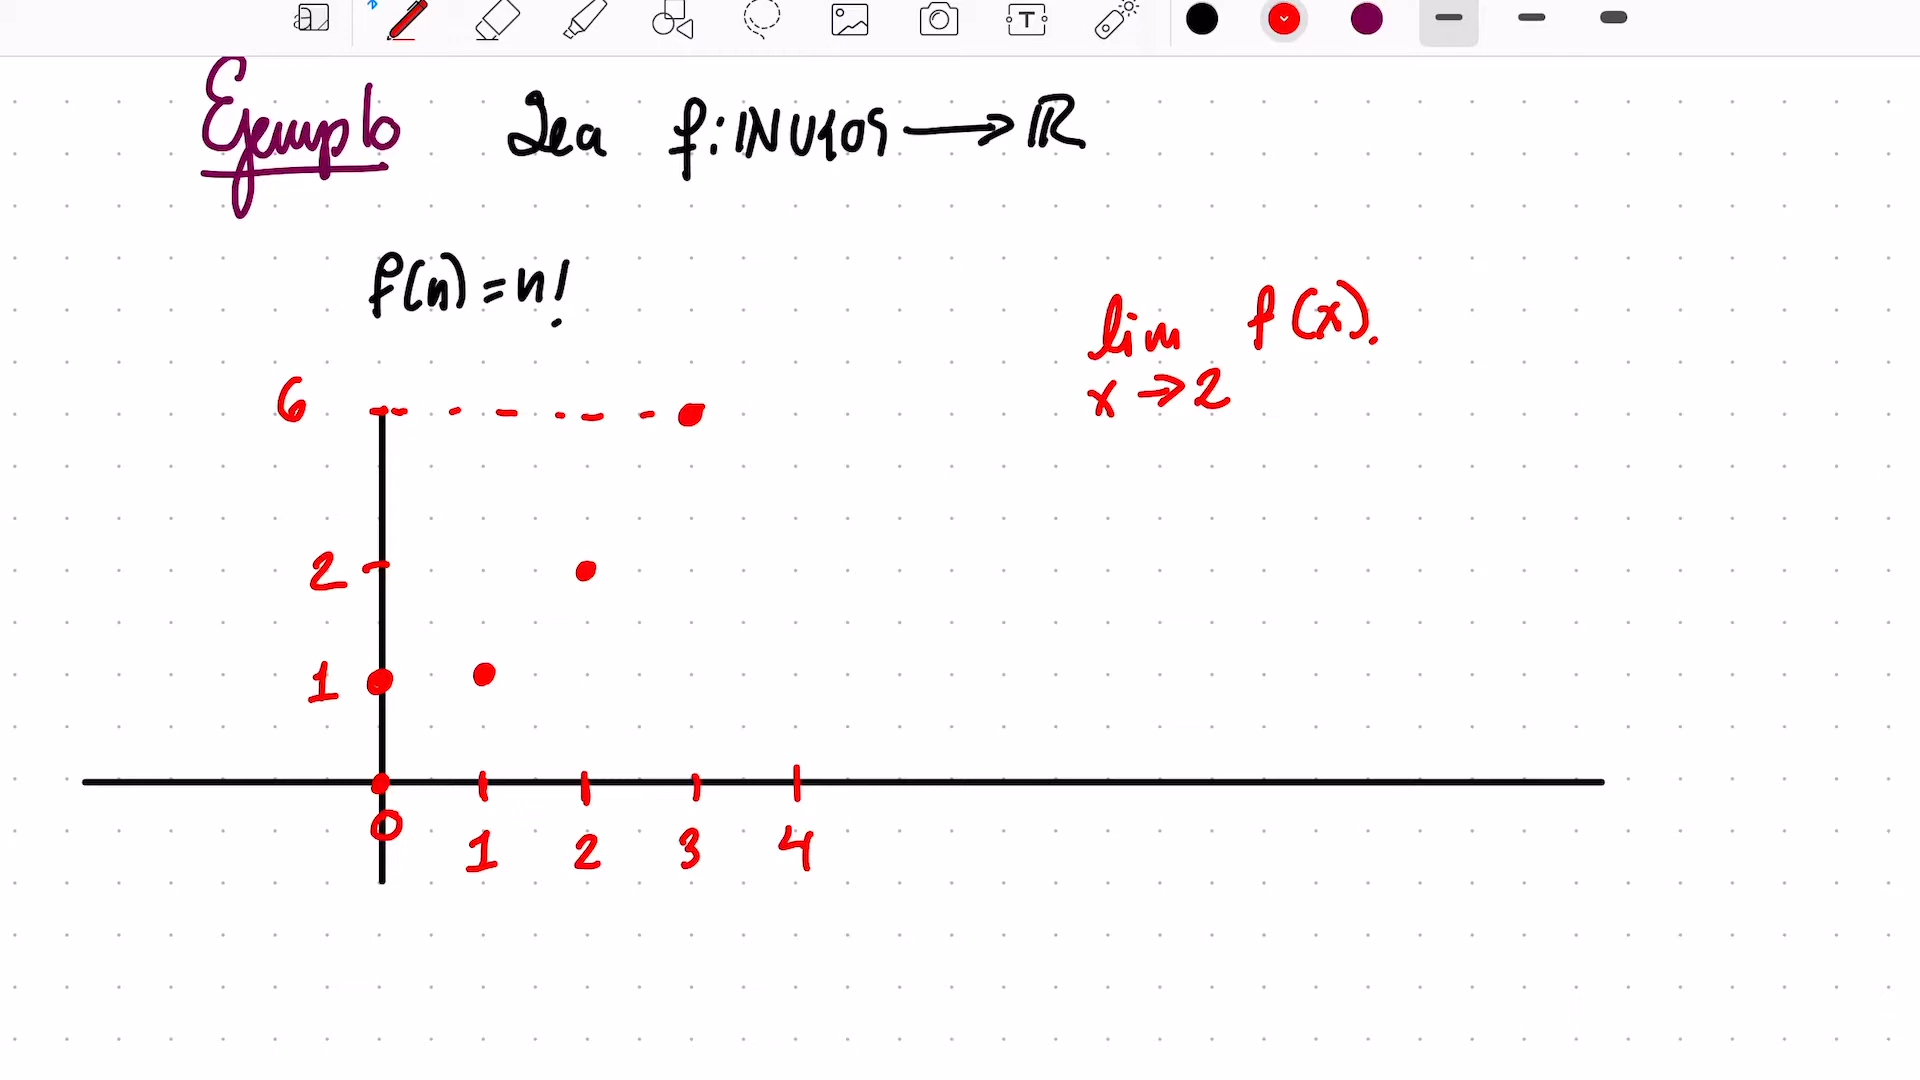 Ejemplo Sea f: ℕ∪{0} → ℝ
f(n) = n!
lim f(x).
x → 2
6
2
1
0 1 2 3 4